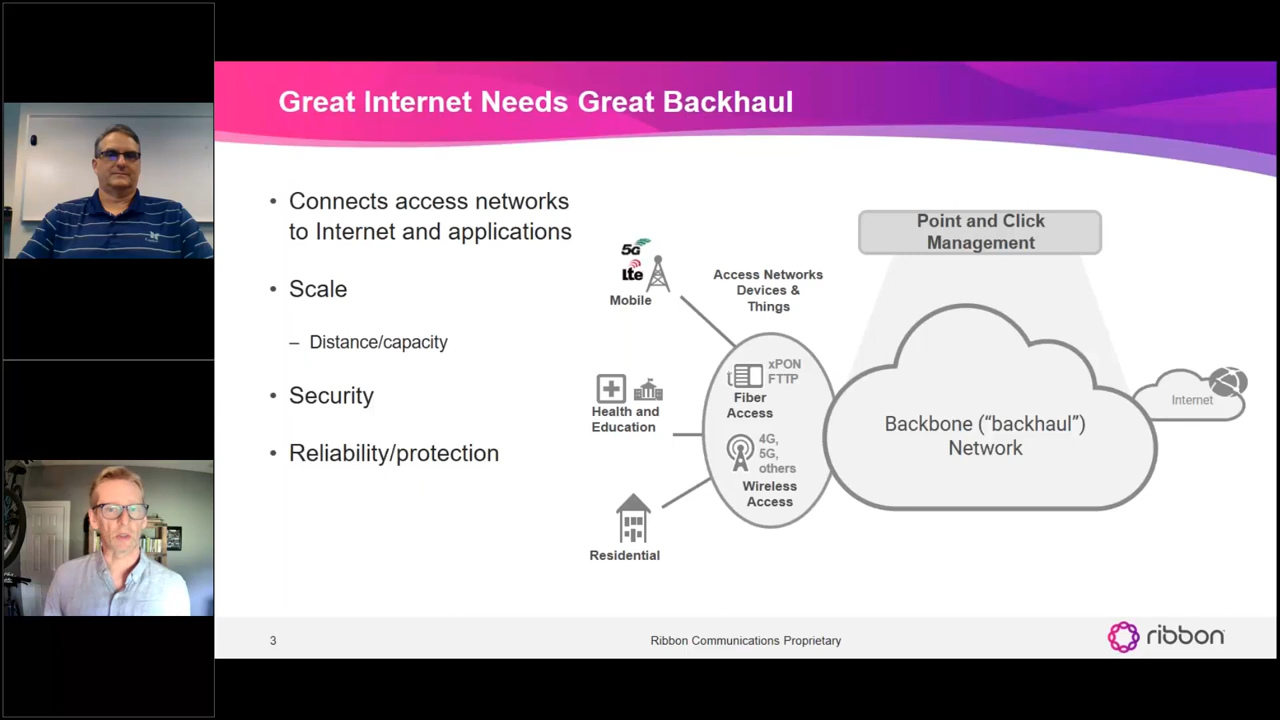 Great Internet Needs Great Backhaul
• Connects access networks
to Internet and applications
• Scale
– Distance/capacity
• Security
• Reliability/protection
5G
LTE
Mobile
Access Networks
Devices &
Things
Point and Click
Management
xPON
FTTP
Fiber
Access
Health and
Education
4G,
5G,
others
Wireless
Access
Residential
Backbone (“backhaul”)
Network
Internet
3
Ribbon Communications Proprietary
ribbon